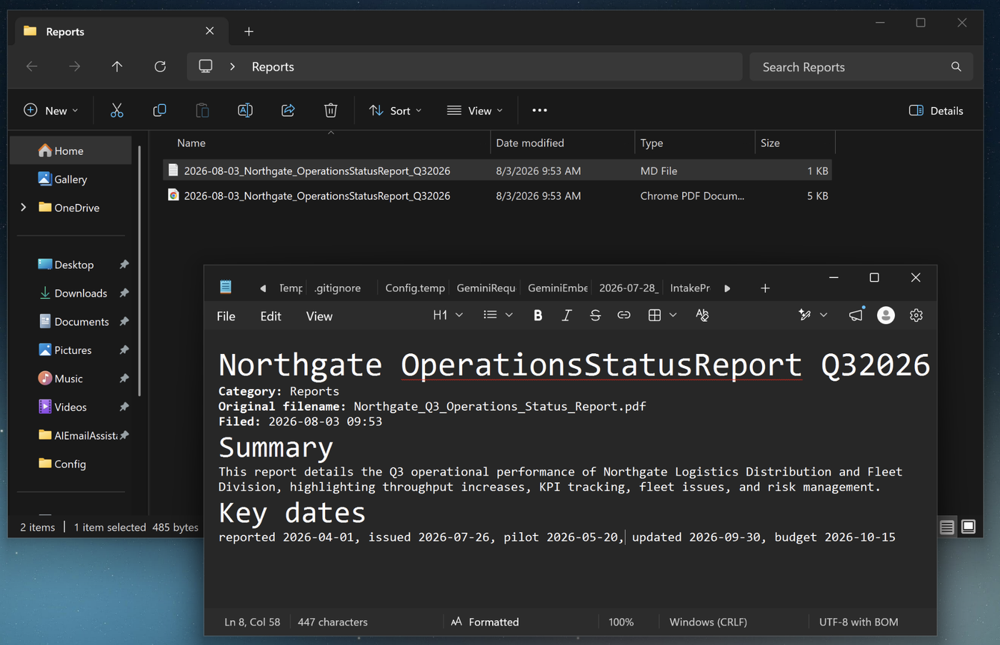 Reports
Reports
Search Reports
New
Sort
View
Details
Name Date modified Type Size
Home
Gallery
OneDrive
Desktop
Downloads
Documents
Pictures
Music
Videos
AIEmailAssista
Config
2026-08-03_Northgate_OperationsStatusReport_Q32026 8/3/2026 9:53 AM MD File 1 KB
2026-08-03_Northgate_OperationsStatusReport_Q32026 8/3/2026 9:53 AM Chrome PDF Docum... 5 KB
2 items 1 item selected 485 bytes
Temp .gitignore Config.temp GeminiRequ GeminiEmbe 2026-07-28_ IntakePr
File Edit View H1 B I S
Northgate OperationsStatusReport Q32026
Category: Reports
Original filename: Northgate_Q3_Operations_Status_Report.pdf
Filed: 2026-08-03 09:53
Summary
This report details the Q3 operational performance of Northgate Logistics Distribution and Fleet
Division, highlighting throughput increases, KPI tracking, fleet issues, and risk management.
Key dates
reported 2026-04-01, issued 2026-07-26, pilot 2026-05-20, updated 2026-09-30, budget 2026-10-15
Ln 8, Col 58 447 characters Formatted 100% Windows (CRLF) UTF-8 with BOM